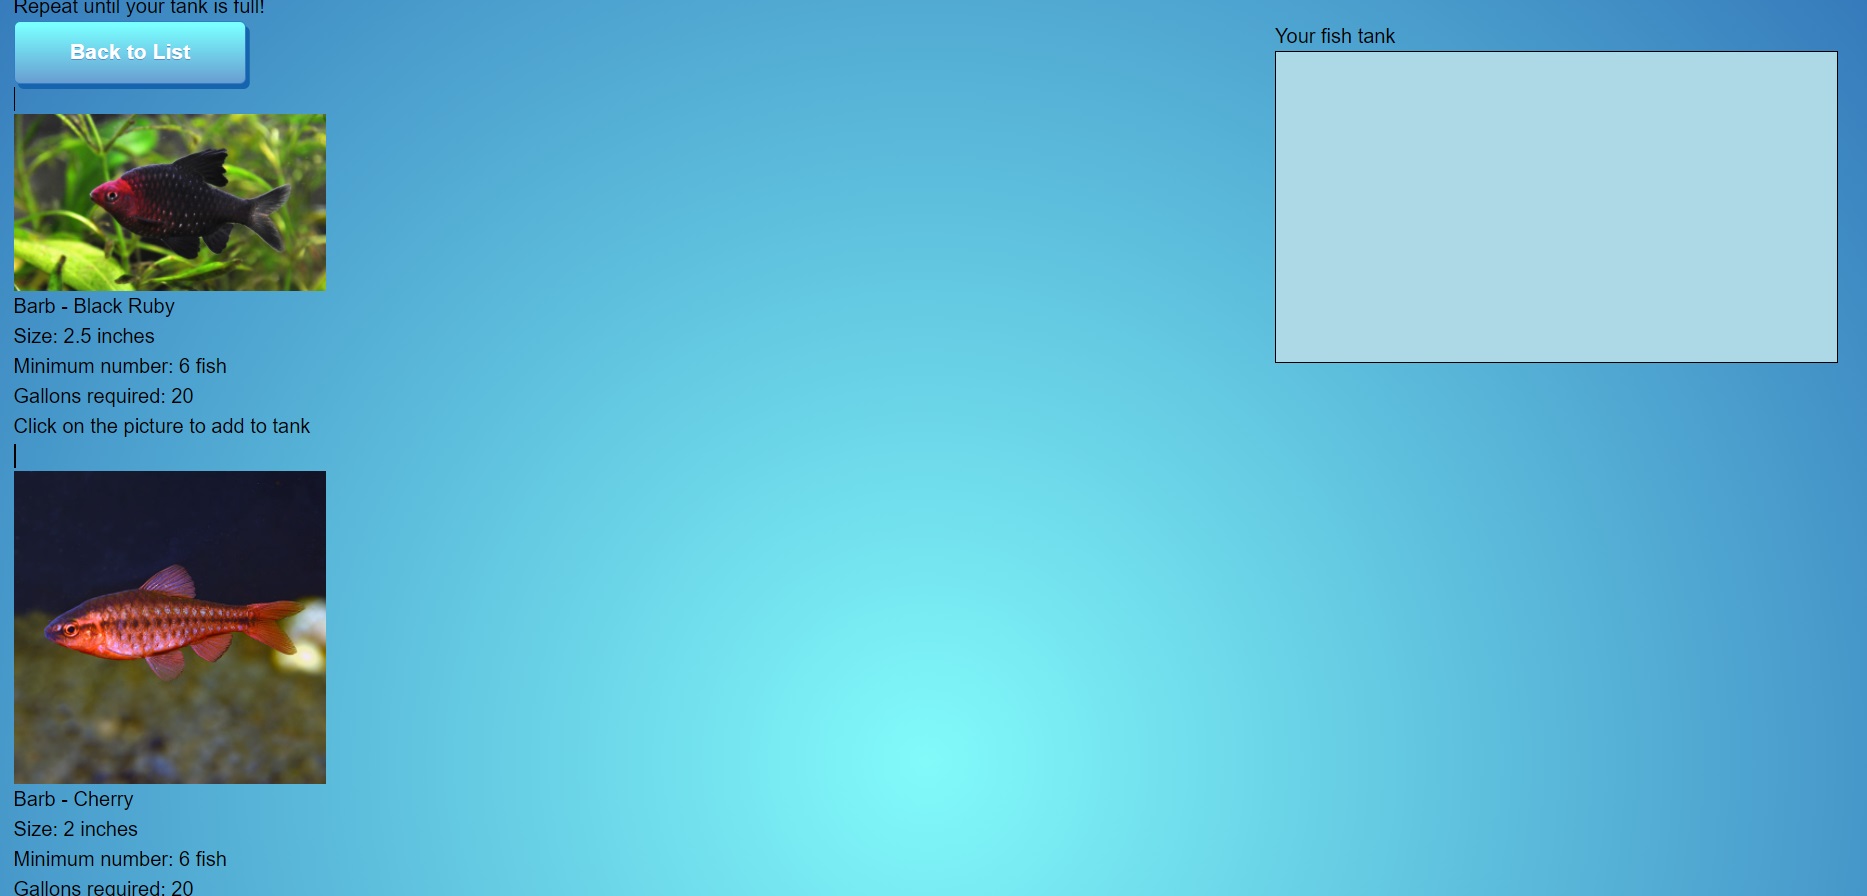 Repeat until your tank is full!
Back to List
Your fish tank
Barb - Black Ruby
Size: 2.5 inches
Minimum number: 6 fish
Gallons required: 20
Click on the picture to add to tank
Barb - Cherry
Size: 2 inches
Minimum number: 6 fish
Gallons required: 20